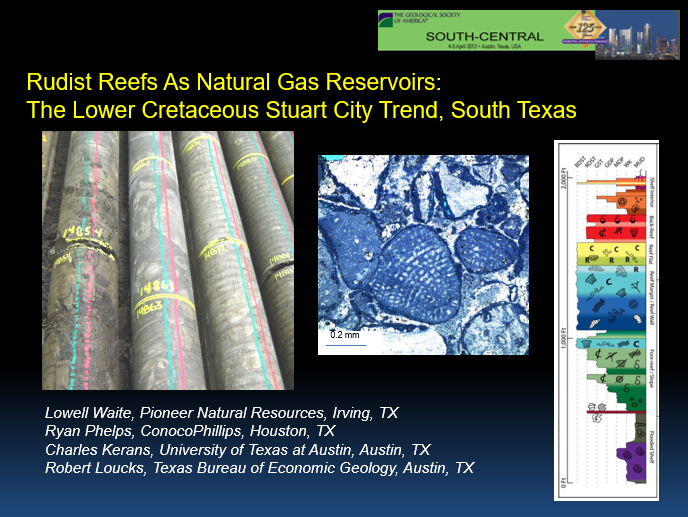 THE GEOLOGICAL SOCIETY
OF AMERICA®
SOUTH-CENTRAL
4-5 April 2013 • Austin, Texas, USA
125
Rudist Reefs As Natural Gas Reservoirs:
The Lower Cretaceous Stuart City Trend, South Texas
14854
14863
14863
0.2 mm
BDST RDST GST GDP MDP WK MUD
2,000 Ft
Shelf Interior
Back-Reef
C C
Reef Flat
R R R
R
Reef Margin / Reef Wall
C
1,000 Ft
C
Fore-reef / Slope
Flooded Shelf
0 Ft
Lowell Waite, Pioneer Natural Resources, Irving, TX
Ryan Phelps, ConocoPhillips, Houston, TX
Charles Kerans, University of Texas at Austin, Austin, TX
Robert Loucks, Texas Bureau of Economic Geology, Austin, TX